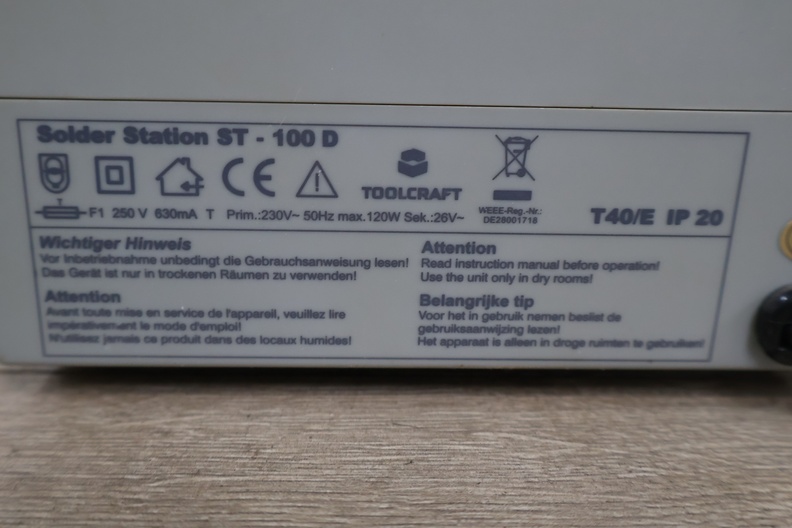 Solder Station ST - 100 D
TOOLCRAFT
WEEE-Reg.-Nr.:
DE28001718
F1 250 V 630mA T Prim.:230V~ 50Hz max.120W Sek.:26V~
T40/E IP 20
Wichtiger Hinweis
Vor Inbetriebnahme unbedingt die Gebrauchsanweisung lesen!
Das Gerät ist nur in trockenen Räumen zu verwenden!
Attention
Avant toute mise en service de l'appareil, veuillez lire
impérativement le mode d'emploi!
N'utilisez jamais ce produit dans des locaux humides!
Attention
Read instruction manual before operation!
Use the unit only in dry rooms!
Belangrijke tip
Voor het in gebruik nemen beslist de
gebruiksaanwijzing lezen!
Het apparaat is alleen in droge ruimten te gebruiken!